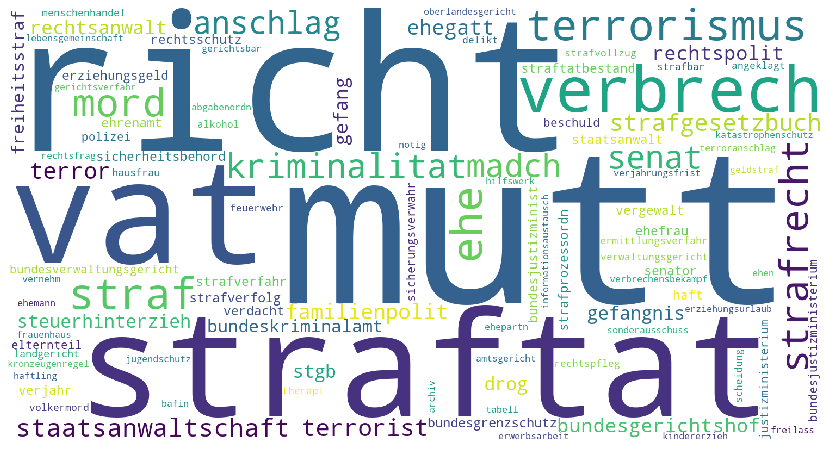 menschenhandel
oberlandesgericht
rechtsanwalt
anschlag
ehegatt
terrorismus
lebensgemeinschaft
rechtsschutz
delikt
gerichtsbar
strafvollzug
rechtspolit
freiheitsstraf
richt
erziehungsgeld
straftatbestand
strafbar
angeklagt
gerichtsverfahr
verbrech
mord
abgabenordn
gefang
ehrenamt
alkohol
beschuld
strafgesetzbuch
polizei
staatsanwalt
katastrophenschutz
motig
rechtsfrag
sicherheitsbehord
kriminalitat
madch
senat
terroranschlag
verjahrungsfrist
terror
hausfrau
geldstraf
strafrecht
vat
mutt
hilfswerk
ehe
sicherungsverwahr
feuerwehr
informationsaustausch
bundesjustizminist
strafprozessordn
vergewalt
ehefrau
ermittlungsverfahr
verwaltungsgericht
bundesverwaltungsgericht
senator
ehen
vernehm
strafverfahr
verbrechensbekampf
straf
strafverfolg
haft
ehemann
familienpolit
gefangnis
erziehungsurlaub
verdacht
steuerhinterzieh
bundeskriminalamt
ehepartn
sonderausschuss
frauenhaus
elternteil
straftat
justizministerium
bundesjustizministerium
landgericht
jugendschutz
amtsgericht
kronzeugenregel
stgb
rechtspfleg
haftling
drog
scheidung
verjahr
therapi
archiv
volkermord
bafin
tabell
staatsanwaltschaft
terrorist
bundesgrenzschutz
bundesgerichtshof
freilass
erwerbsarbeit
kindererzieh